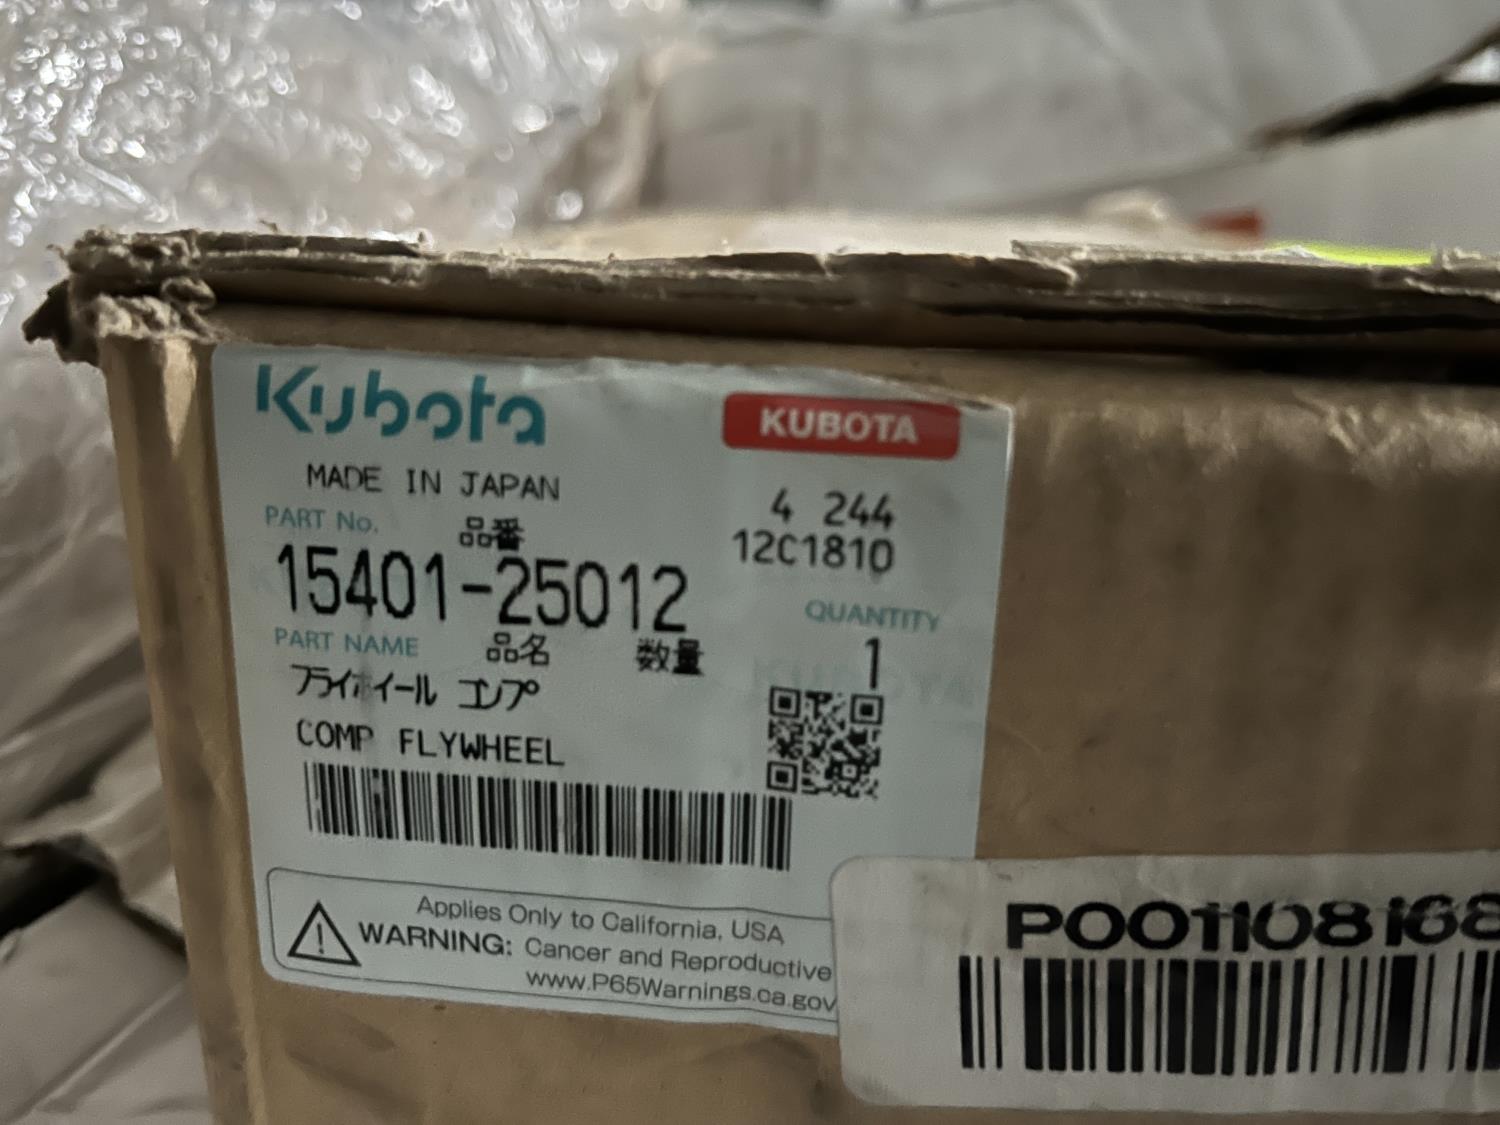 Kubota
KUBOTA
MADE IN JAPAN
4 244
12C1810
PART No. 品番
15401-25012
QUANTITY
PART NAME 品名 数量
1
フライホイール コンプ
COMP FLYWHEEL
Applies Only to California, USA
WARNING: Cancer and Reproductive
www.P65Warnings.ca.gov
P001108168